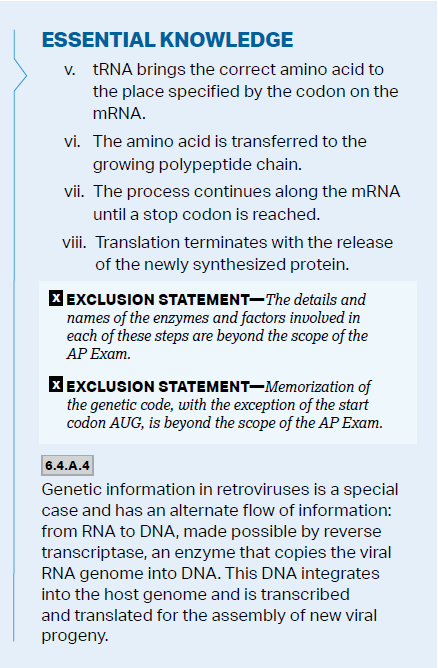 ESSENTIAL KNOWLEDGE
v. tRNA brings the correct amino acid to
the place specified by the codon on the
mRNA.
vi. The amino acid is transferred to the
growing polypeptide chain.
vii. The process continues along the mRNA
until a stop codon is reached.
viii. Translation terminates with the release
of the newly synthesized protein.
X EXCLUSION STATEMENT—The details and
names of the enzymes and factors involved in
each of these steps are beyond the scope of the
AP Exam.
X EXCLUSION STATEMENT—Memorization of
the genetic code, with the exception of the start
codon AUG, is beyond the scope of the AP Exam.
6.4.A.4
Genetic information in retroviruses is a special
case and has an alternate flow of information:
from RNA to DNA, made possible by reverse
transcriptase, an enzyme that copies the viral
RNA genome into DNA. This DNA integrates
into the host genome and is transcribed
and translated for the assembly of new viral
progeny.